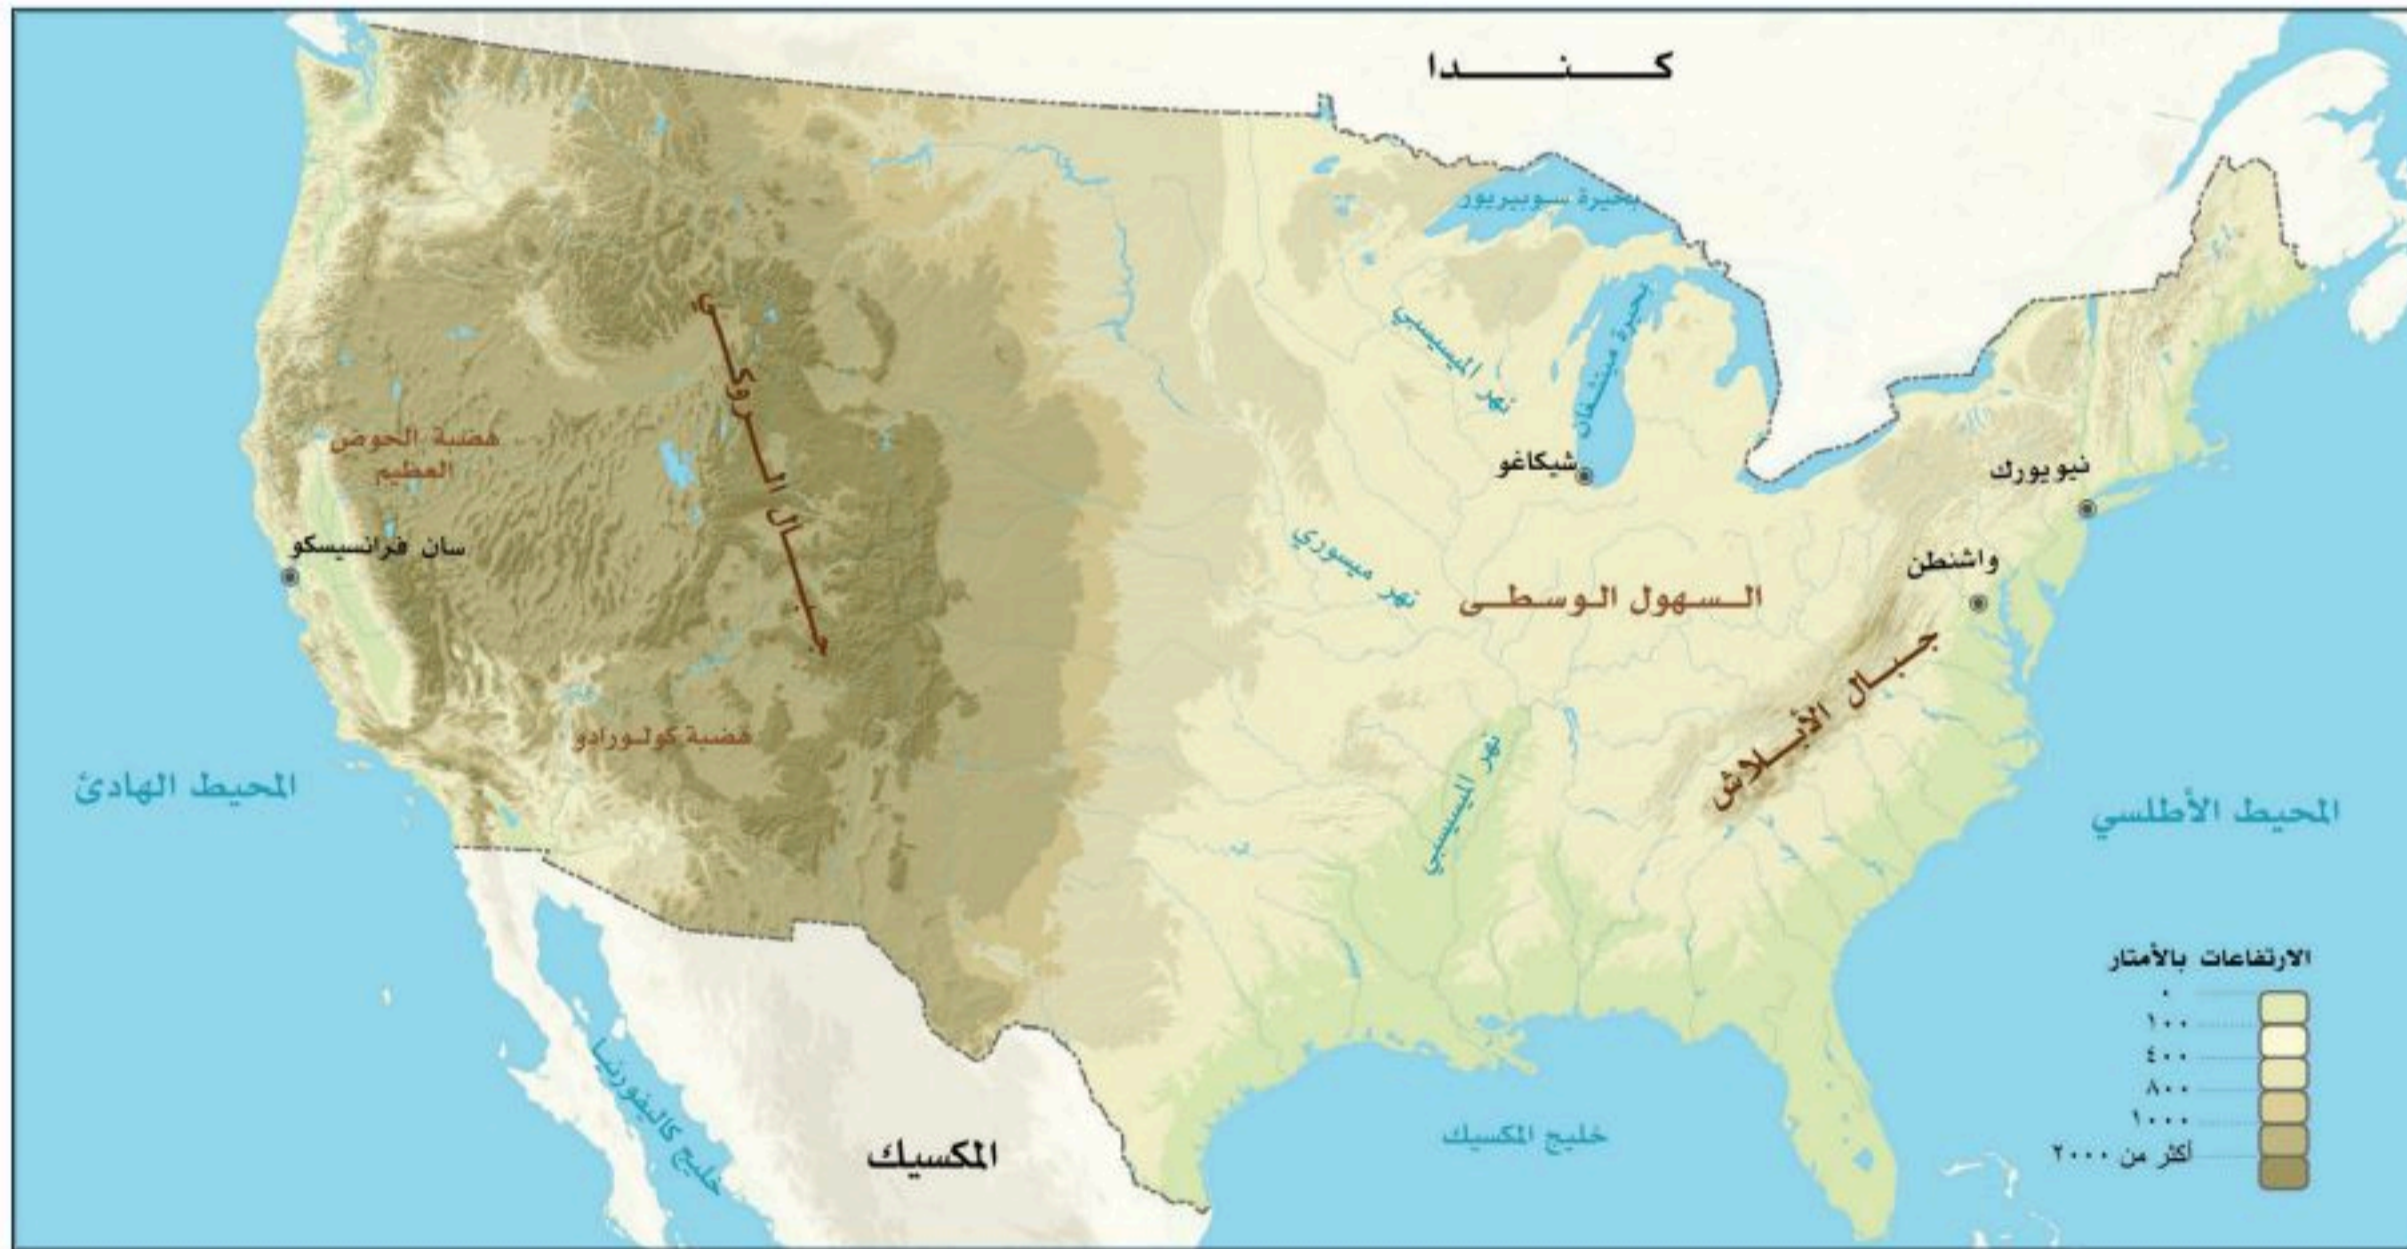 كنـدا
بحيرة سوبيريور
بحيرة ميتشغان
نهر الميسيسبي
شيكاغو
نيويورك
واشنطن
جبال الروكي
هضبة الحوض
العظيم
سان فرانسيسكو
نهر ميسوري
السهول الوسطى
جبال الأبلاش
هضبة كولورادو
نهر الميسيسبي
المحيط الهادئ
المحيط الأطلسي
خليج كاليفورنيا
المكسيك
خليج المكسيك
الارتفاعات بالأمتار
٠
١٠٠
٤٠٠
٨٠٠
١٠٠٠
أكثر من ٢٠٠٠